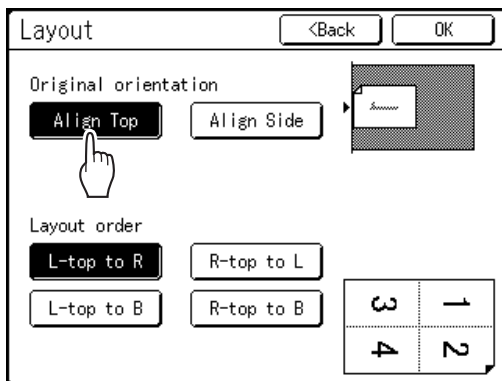 Layout
<Back
OK
Original orientation
Align Top
Align Side
Layout order
L-top to R
R-top to L
L-top to B
R-top to B
3 1
4 2